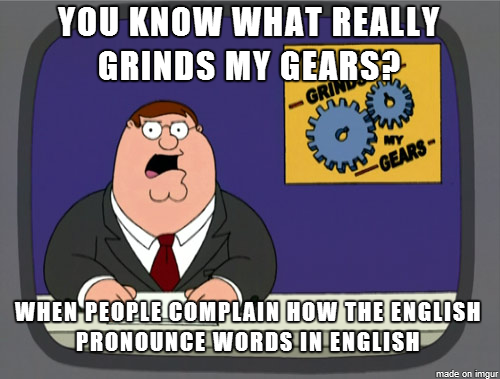 YOU KNOW WHAT REALLY
GRINDS MY GEARS?
GRINDS
MY
GEARS
WHEN PEOPLE COMPLAIN HOW THE ENGLISH
PRONOUNCE WORDS IN ENGLISH
made on imgur